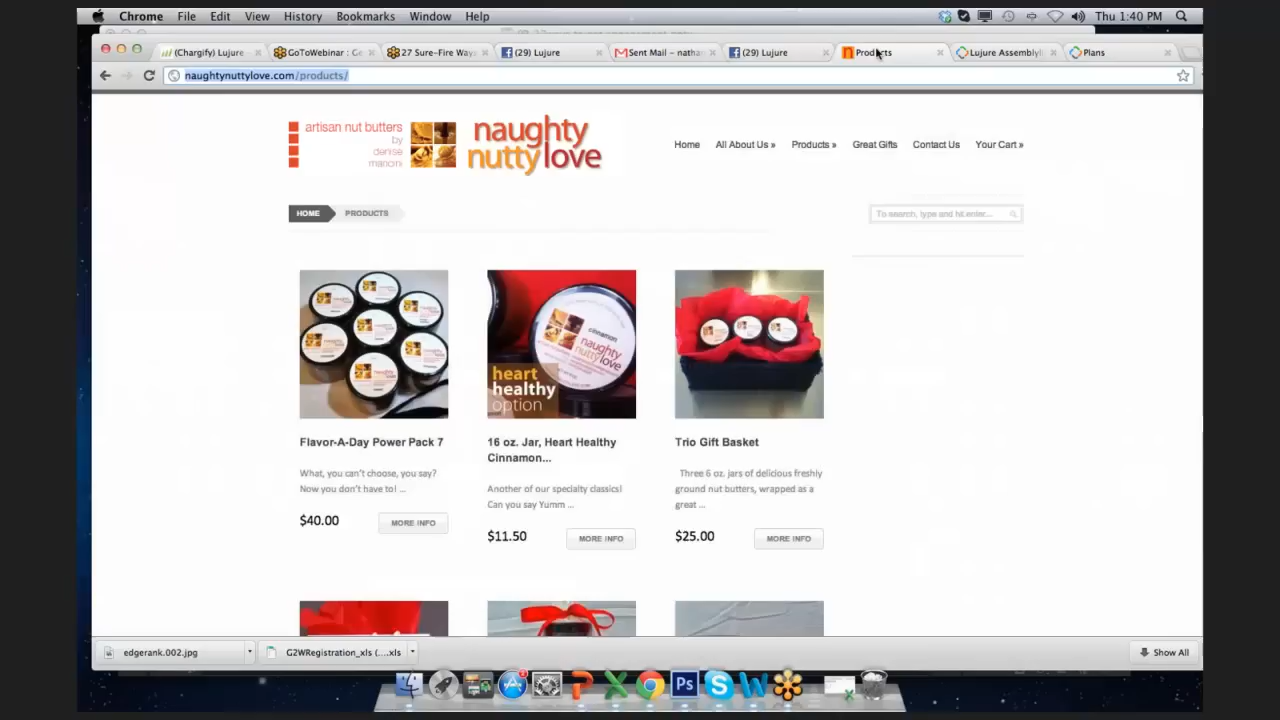 Chrome File Edit View History Bookmarks Window Help Thu 1:40 PM
(Chargify) Lujure GoToWebinar : Ge 27 Sure-Fire Way (29) Lujure Sent Mail – natha (29) Lujure Products Lujure Assembly Plans
naughtynuttylove.com/products/
artisan nut butters
by
denise
mancini
naughty
nuttylove
Home All About Us » Products » Great Gifts Contact Us Your Cart »
HOME PRODUCTS
To search, type and hit enter...
cinnamon
naughty
nuttylove
heart
healthy
option
Flavor-A-Day Power Pack 7
What, you can't choose, you say?
Now you don't have to! ...
$40.00 MORE INFO
16 oz. Jar, Heart Healthy
Cinnamon...
Another of our specialty classics!
Can you say Yumm ...
$11.50 MORE INFO
Trio Gift Basket
Three 6 oz. jars of delicious freshly
ground nut butters, wrapped as a
great ...
$25.00 MORE INFO
edgerank.002.jpg G2WRegistration_xls (....xls Show All